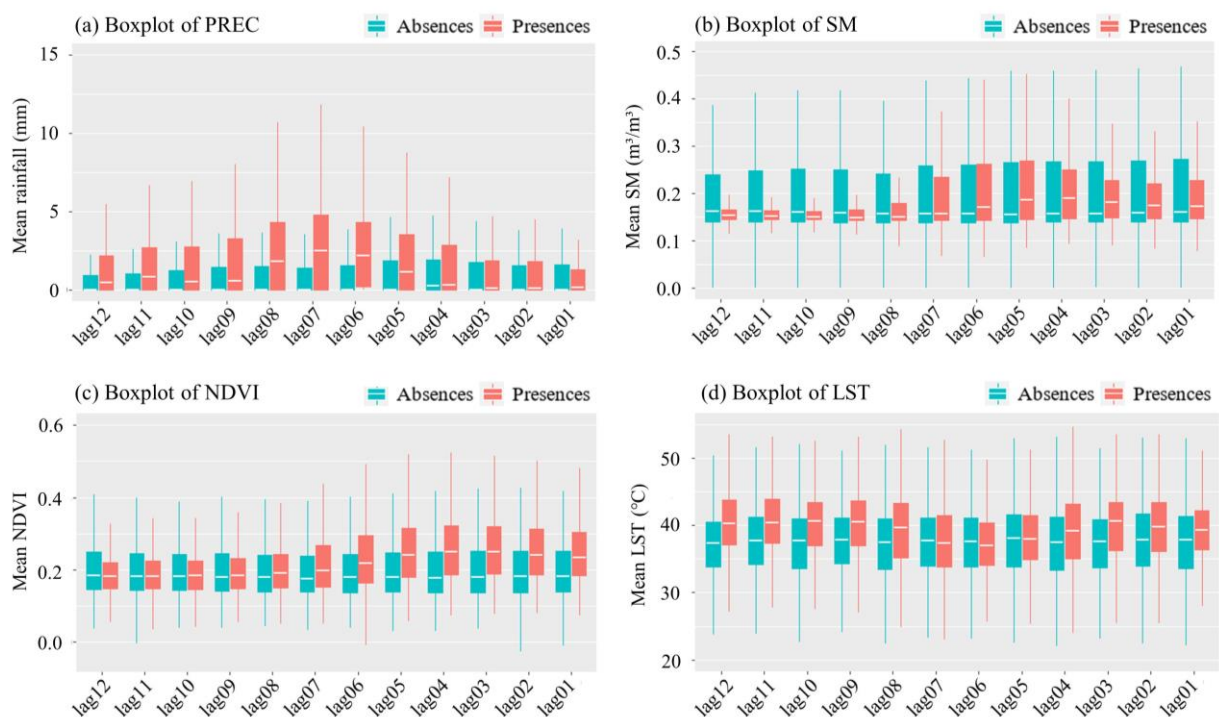 (a) Boxplot of PREC Absences Presences
Mean rainfall (mm)
15
10
5
0
lag12 lag11 lag10 lag09 lag08 lag07 lag06 lag05 lag04 lag03 lag02 lag01
(b) Boxplot of SM Absences Presences
Mean SM (m³/m³)
0.5
0.4
0.3
0.2
0.1
0.0
lag12 lag11 lag10 lag09 lag08 lag07 lag06 lag05 lag04 lag03 lag02 lag01
(c) Boxplot of NDVI Absences Presences
Mean NDVI
0.6
0.4
0.2
0.0
lag12 lag11 lag10 lag09 lag08 lag07 lag06 lag05 lag04 lag03 lag02 lag01
(d) Boxplot of LST Absences Presences
Mean LST (°C)
50
40
30
20
lag12 lag11 lag10 lag09 lag08 lag07 lag06 lag05 lag04 lag03 lag02 lag01